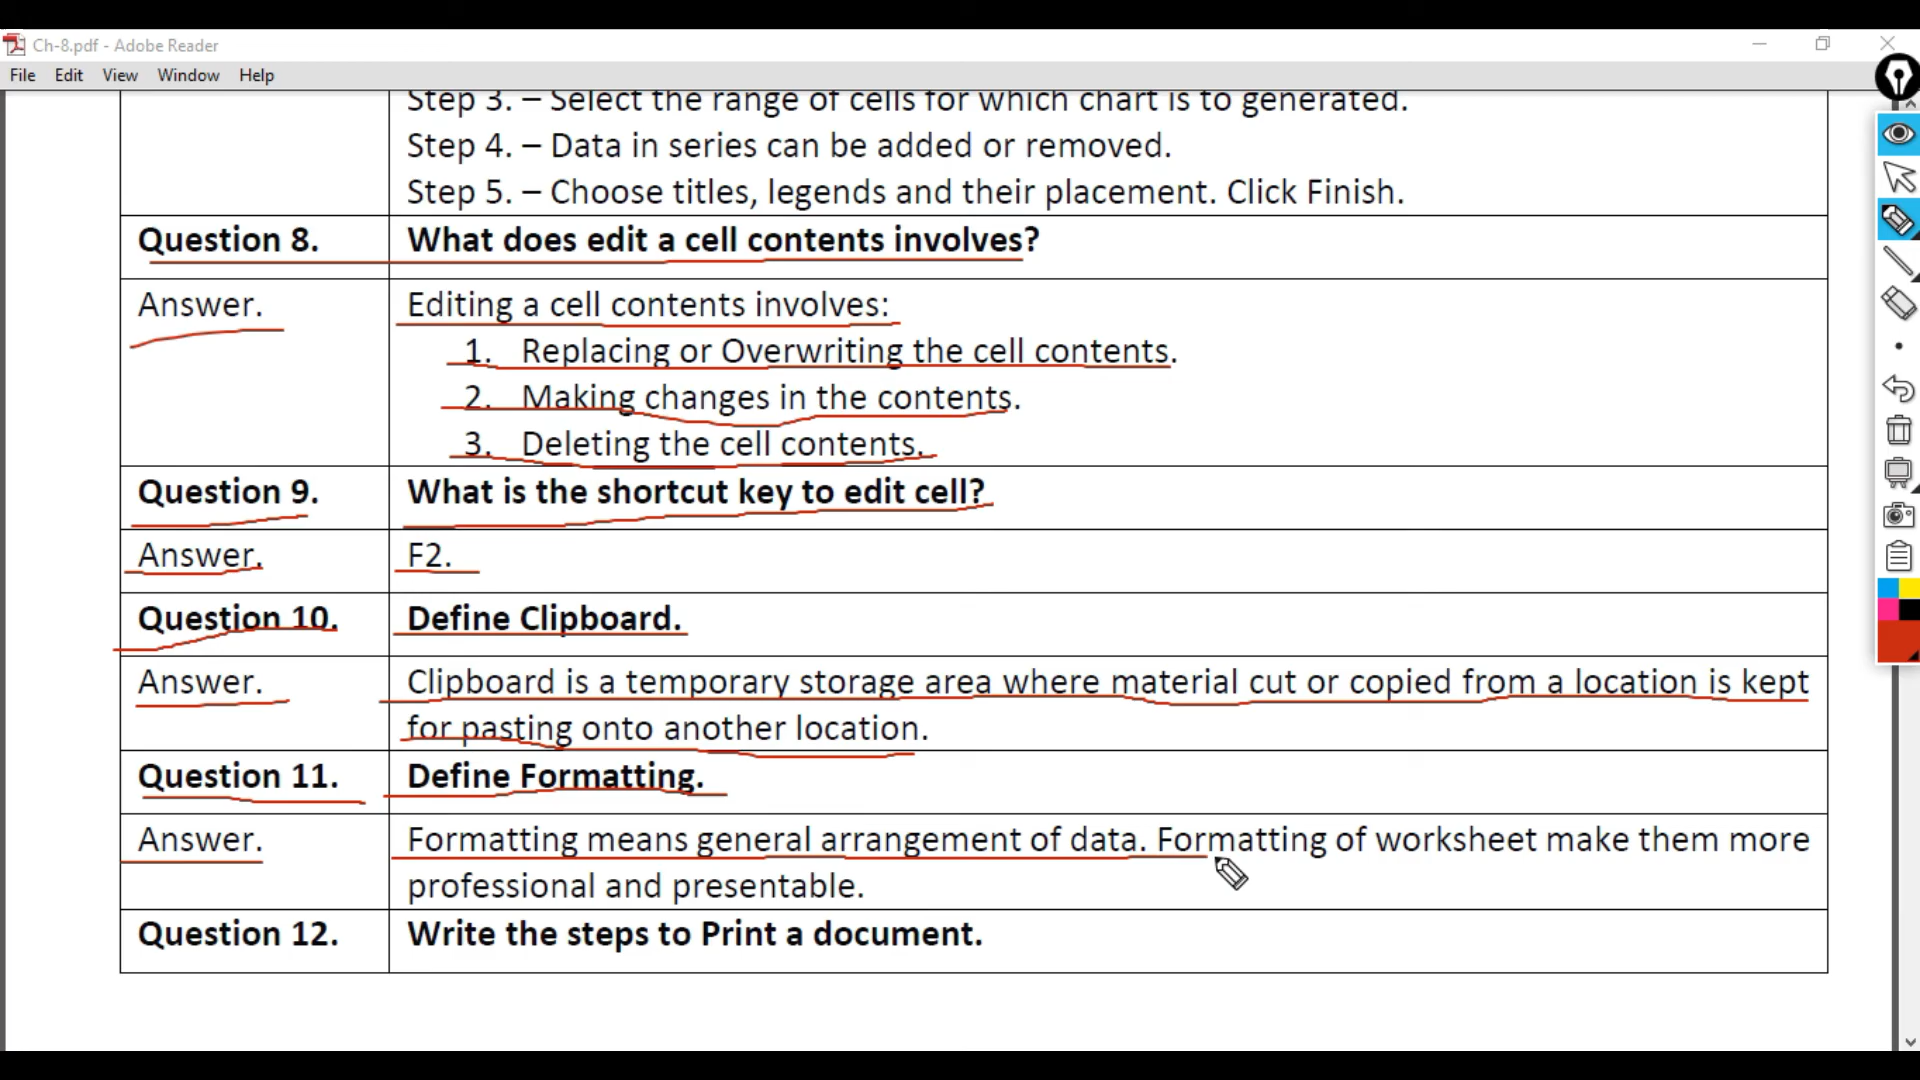 Ch-8.pdf - Adobe Reader
File Edit View Window Help
Step 3. – Select the range of cells for which chart is to generated.
Step 4. – Data in series can be added or removed.
Step 5. – Choose titles, legends and their placement. Click Finish.
Question 8. What does edit a cell contents involves?
Answer. Editing a cell contents involves:
1. Replacing or Overwriting the cell contents.
2. Making changes in the contents.
3. Deleting the cell contents.
Question 9. What is the shortcut key to edit cell?
Answer. F2.
Question 10. Define Clipboard.
Answer. Clipboard is a temporary storage area where material cut or copied from a location is kept
for pasting onto another location.
Question 11. Define Formatting.
Answer. Formatting means general arrangement of data. Formatting of worksheet make them more
professional and presentable.
Question 12. Write the steps to Print a document.